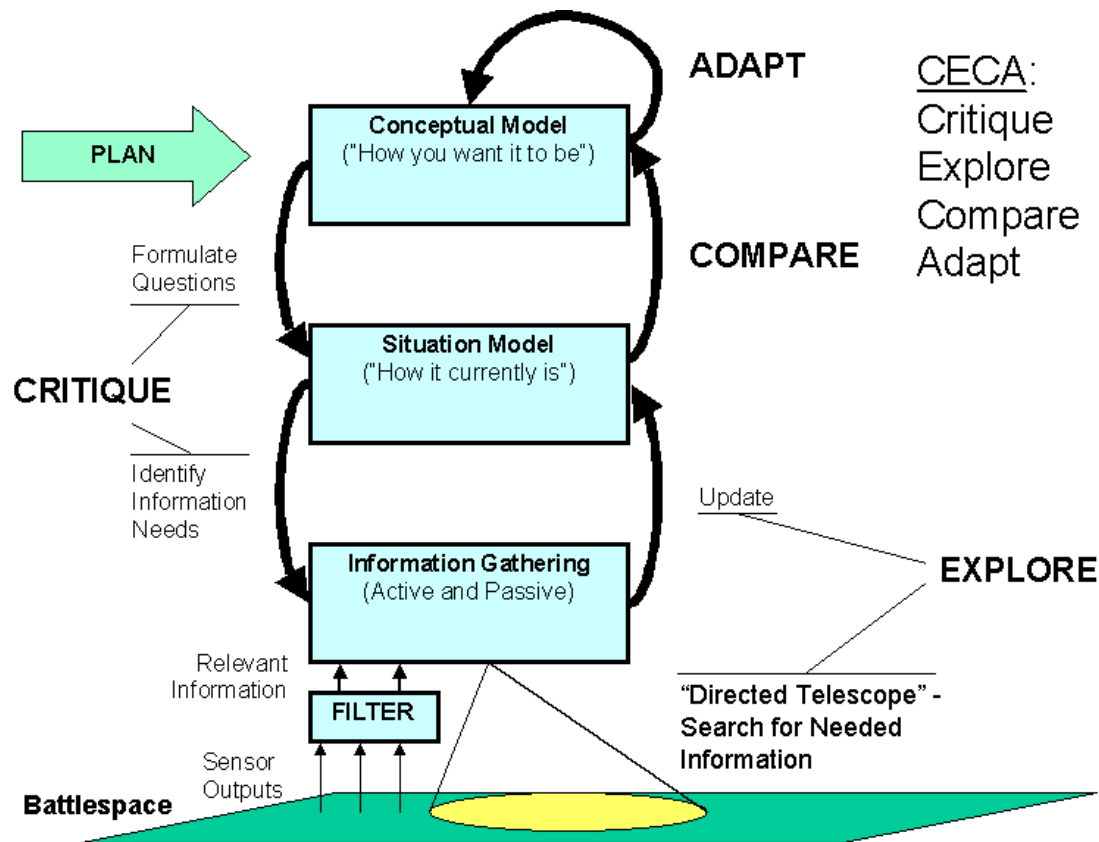 ADAPT
CECA:
Critique
Explore
Compare
Adapt
PLAN
Conceptual Model
("How you want it to be")
COMPARE
Formulate
Questions
CRITIQUE
Identify
Information
Needs
Situation Model
("How it currently is")
Update
EXPLORE
Information Gathering
(Active and Passive)
Relevant
Information
FILTER
Sensor
Outputs
“Directed Telescope” -
Search for Needed
Information
Battlespace